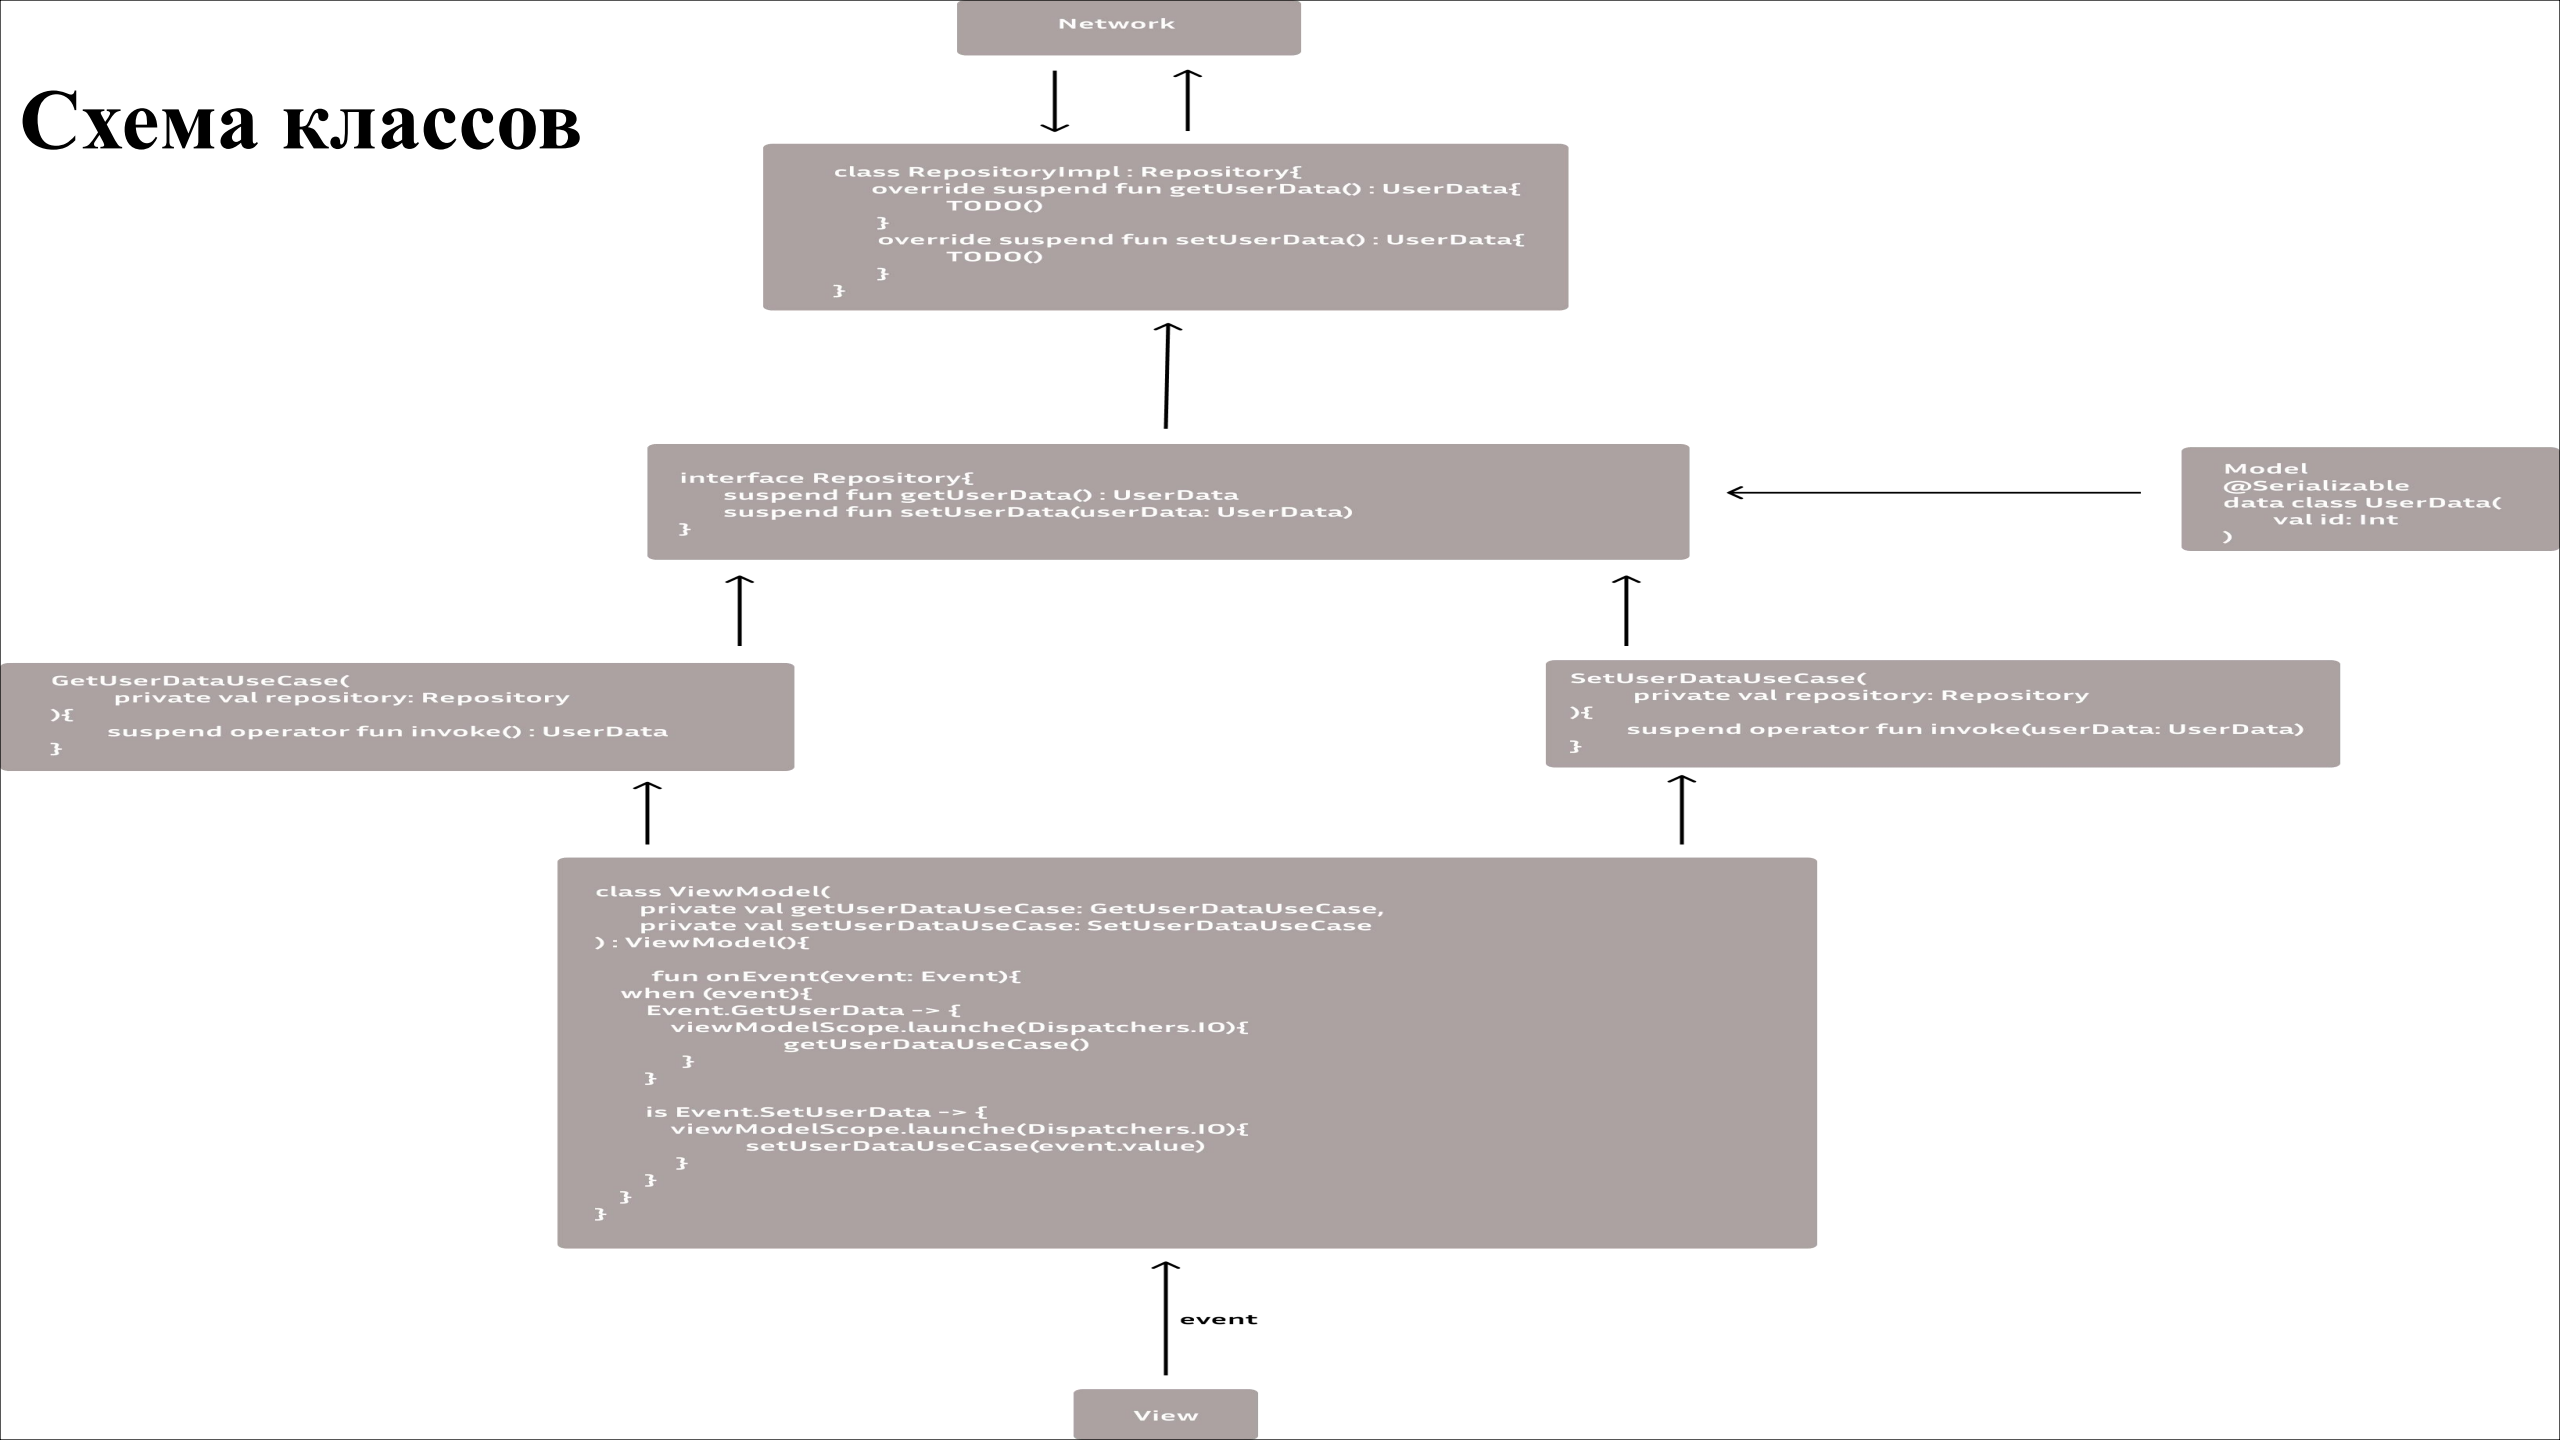 Network
Схема классов
class RepositoryImpl : Repository{
override suspend fun getUserData() : UserData{
TODO()
}
override suspend fun setUserData() : UserData{
TODO()
}
}
interface Repository{
suspend fun getUserData() : UserData
suspend fun setUserData(userData: UserData)
}
Model
@Serializable
data class UserData(
val id: Int
)
GetUserDataUseCase(
private val repository: Repository
){
suspend operator fun invoke() : UserData
}
SetUserDataUseCase(
private val repository: Repository
){
suspend operator fun invoke(userData: UserData)
}
class ViewModel(
private val getUserDataUseCase: GetUserDataUseCase,
private val setUserDataUseCase: SetUserDataUseCase
) : ViewModel(){
fun onEvent(event: Event){
when (event){
Event.GetUserData -> {
viewModelScope.launche(Dispatchers.IO){
getUserDataUseCase()
}
}
is Event.SetUserData -> {
viewModelScope.launche(Dispatchers.IO){
setUserDataUseCase(event.value)
}
}
}
}
event
View